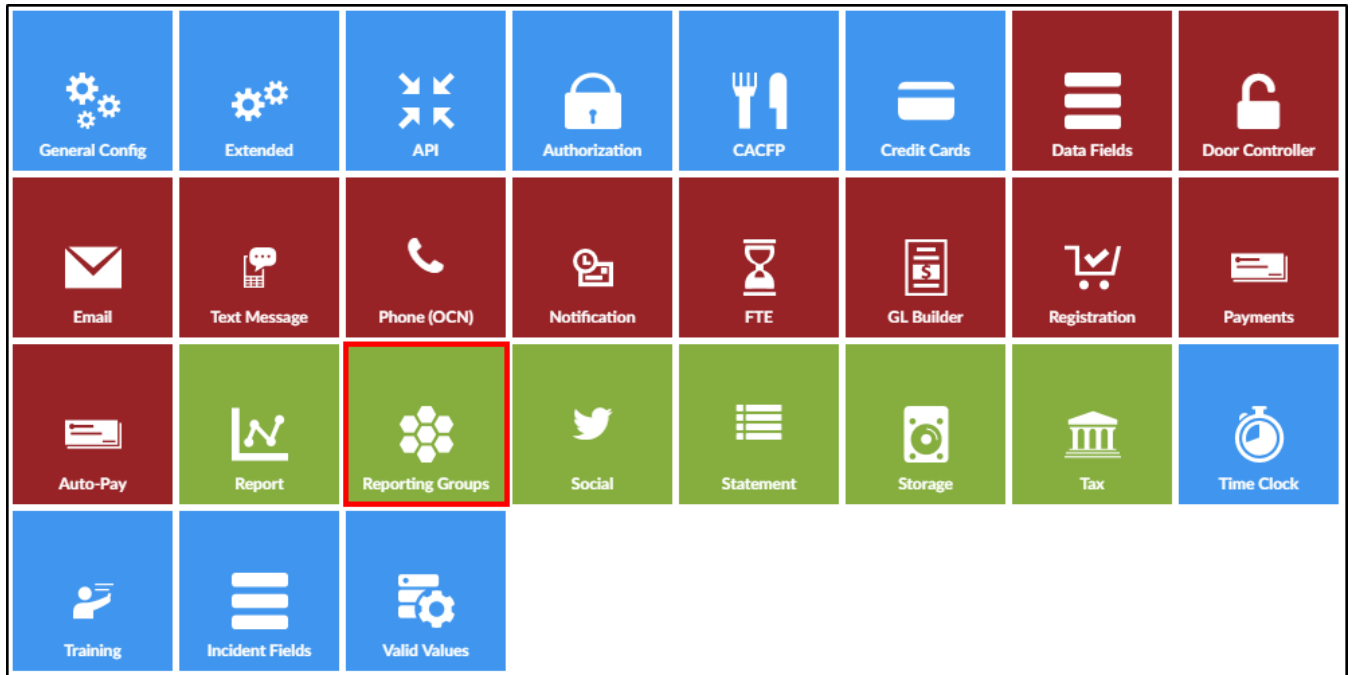 General Config
Extended
API
Authorization
CACFP
Credit Cards
Data Fields
Door Controller
Email
Text Message
Phone (OCN)
Notification
FTE
GL Builder
Registration
Payments
Auto-Pay
Report
Reporting Groups
Social
Statement
Storage
Tax
Time Clock
Training
Incident Fields
Valid Values